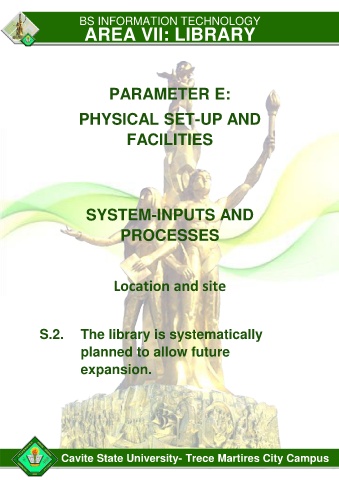 BS INFORMATION TECHNOLOGY
AREA VII: LIBRARY
PARAMETER E:
PHYSICAL SET-UP AND
FACILITIES
SYSTEM-INPUTS AND
PROCESSES
Location and site
S.2. The library is systematically
planned to allow future
expansion.
Cavite State University- Trece Martires City Campus